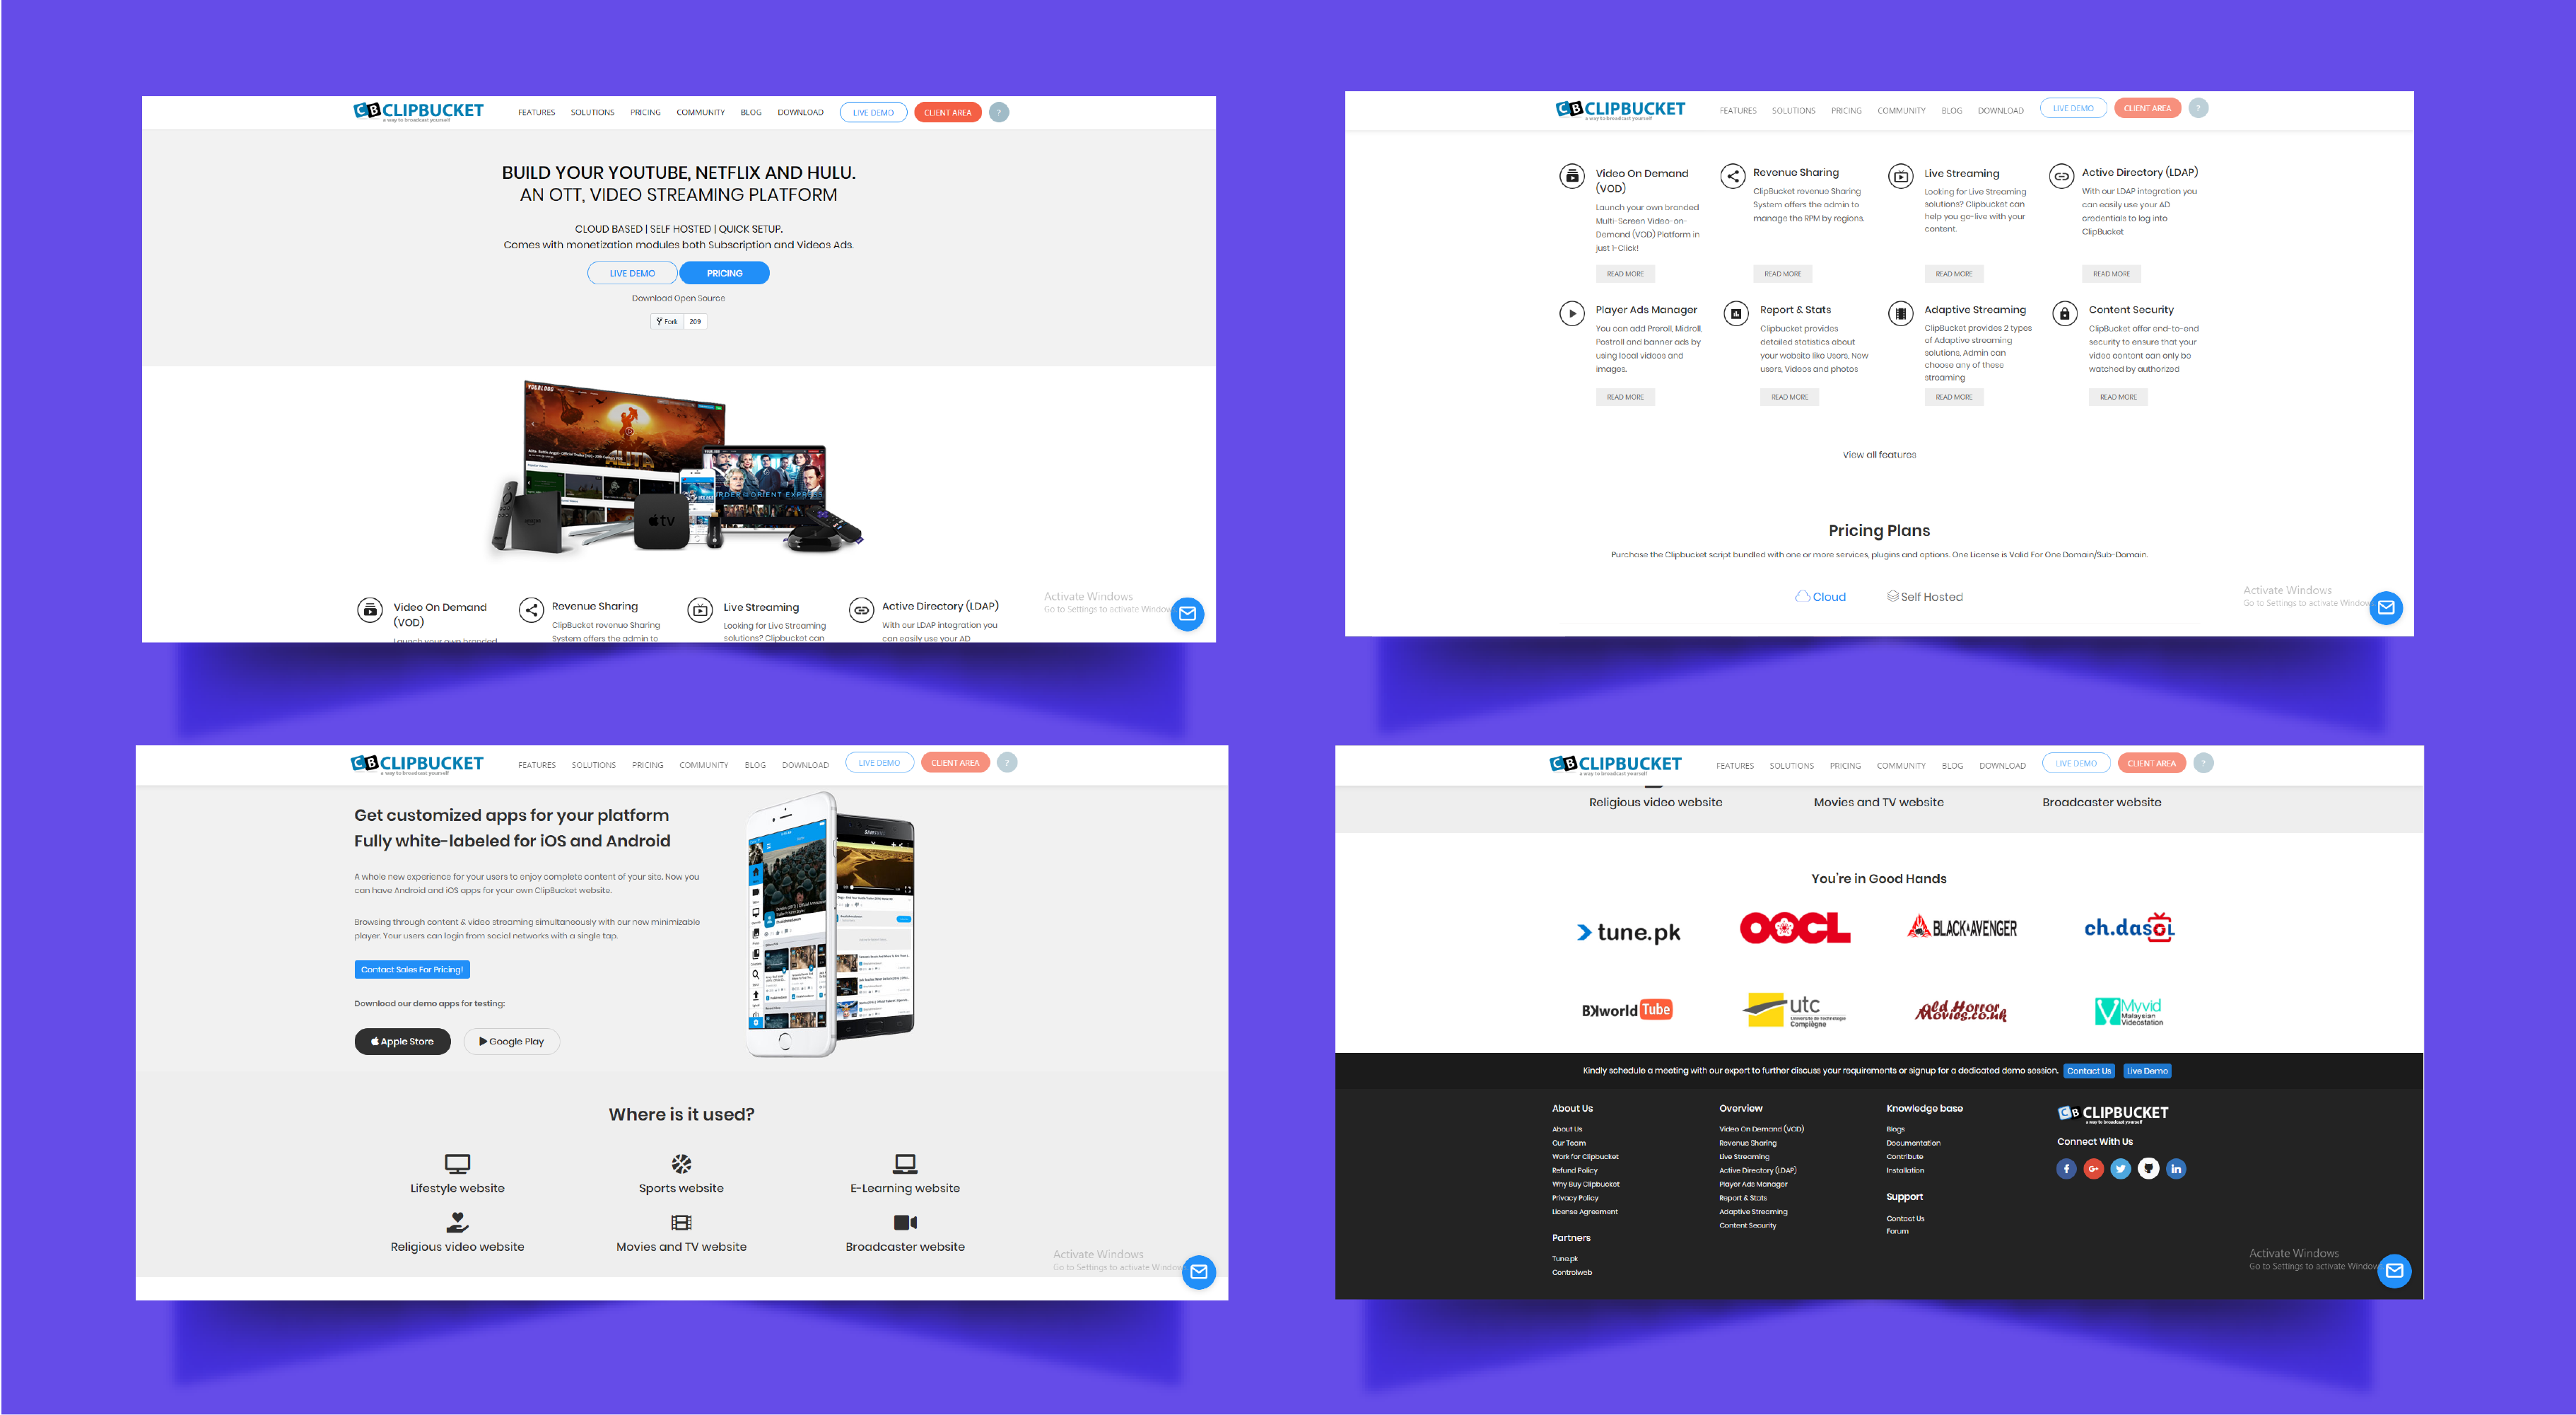 CB CLIPBUCKET
a way to broadcast yourself
FEATURES SOLUTIONS PRICING COMMUNITY BLOG DOWNLOAD LIVE DEMO CLIENT AREA ?
BUILD YOUR YOUTUBE, NETFLIX AND HULU.
AN OTT, VIDEO STREAMING PLATFORM
CLOUD BASED | SELF HOSTED | QUICK SETUP.
Comes with monetization modules both Subscription and Videos Ads.
LIVE DEMO PRICING
Download Open Source
Fork 209
YOURLOGO
ALITA
tv
ORIENT EXPRESS
Video On Demand
(VOD)
Launch your own branded
Revenue Sharing
ClipBucket revenue Sharing
System offers the admin to
Live Streaming
Looking for Live Streaming
solutions? Clipbucket can
Active Directory (LDAP)
With our LDAP integration you
can easily use your AD
Activate Windows
Go to Settings to activate Window
CB CLIPBUCKET
a way to broadcast yourself
FEATURES SOLUTIONS PRICING COMMUNITY BLOG DOWNLOAD LIVE DEMO CLIENT AREA ?
Video On Demand
(VOD)
Launch your own branded
Multi-Screen Video-on-
Demand (VOD) Platform in
just 1-Click!
READ MORE
Revenue Sharing
ClipBucket revenue Sharing
System offers the admin to
manage the RPM by regions.
READ MORE
Live Streaming
Looking for Live Streaming
solutions? Clipbucket can
help you go-live with your
content.
READ MORE
Active Directory (LDAP)
With our LDAP integration you
can easily use your AD
credentials to log into
ClipBucket
READ MORE
Player Ads Manager
You can add Preroll, Midroll,
Postroll and banner ads by
using local videos and
images.
READ MORE
Report & Stats
Clipbucket provides
detailed statistics about
your website like Users, New
users, Videos and photos
READ MORE
Adaptive Streaming
ClipBucket provides 2 types
of Adaptive streaming
solutions, Admin can
choose any of these
streaming
READ MORE
Content Security
ClipBucket offer end-to-end
security to ensure that your
video content can only be
watched by authorized
READ MORE
View all features
Pricing Plans
Purchase the Clipbucket script bundled with one or more services, plugins and options. One License is Valid For One Domain/Sub-Domain.
Cloud Self Hosted
Activate Windows
Go to Settings to activate Window
CB CLIPBUCKET
a way to broadcast yourself
FEATURES SOLUTIONS PRICING COMMUNITY BLOG DOWNLOAD LIVE DEMO CLIENT AREA ?
Get customized apps for your platform
Fully white-labeled for iOS and Android
A whole new experience for your users to enjoy complete content of your site. Now you
can have Android and iOS apps for your own ClipBucket website.
Browsing through content & video streaming simultaneously with our new minimizable
player. Your users can login from social networks with a single tap.
Contact Sales For Pricing!
Download our demo apps for testing:
Apple Store Google Play
SAMSUNG
Where is it used?
Lifestyle website Sports website E-Learning website
Religious video website Movies and TV website Broadcaster website
Activate Windows
Go to Settings to activate Window
CB CLIPBUCKET
a way to broadcast yourself
FEATURES SOLUTIONS PRICING COMMUNITY BLOG DOWNLOAD LIVE DEMO CLIENT AREA ?
Religious video website Movies and TV website Broadcaster website
You're in Good Hands
tune.pk OOCL BLACK AVENGER ch.dasol
BKworld Tube
utc
Université de technologie
Compiègne
Old Horror
Movies.co.uk
Myvid
Malaysian
Videostation
Kindly schedule a meeting with our expert to further discuss your requirements or signup for a dedicated demo session. Contact Us Live Demo
About Us
About Us
Our Team
Work for Clipbucket
Refund Policy
Why Buy Clipbucket
Privacy Policy
License Agreement
Partners
Tune.pk
Controlweb
Overview
Video On Demand (VOD)
Revenue Sharing
Live Streaming
Active Directory (LDAP)
Player Ads Manager
Report & Stats
Adaptive Streaming
Content Security
Knowledge base
Blogs
Documentation
Contribute
Installation
Support
Contact Us
Forum
CB CLIPBUCKET
a way to broadcast yourself
Connect With Us
Activate Windows
Go to Settings to activate Window